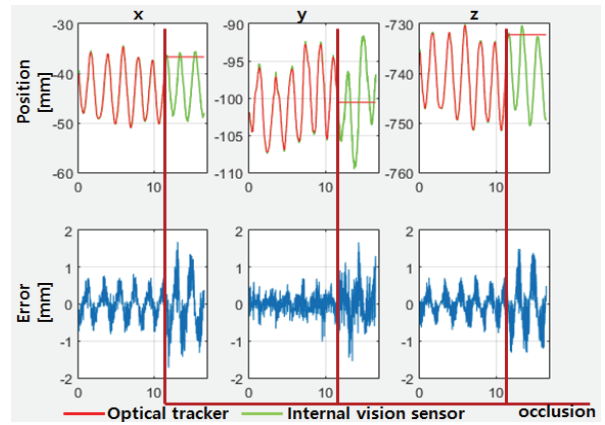 x y z
Position [mm]
-30 -40 -50 -60
-90 -95 -100 -105 -110
-730 -740 -750 -760
0 10 0 10 0 10
Error [mm]
2 1 0 -1 -2
2 1 0 -1 -2
2 1 0 -1 -2
0 10 0 10 0 10
Optical tracker Internal vision sensor occlusion